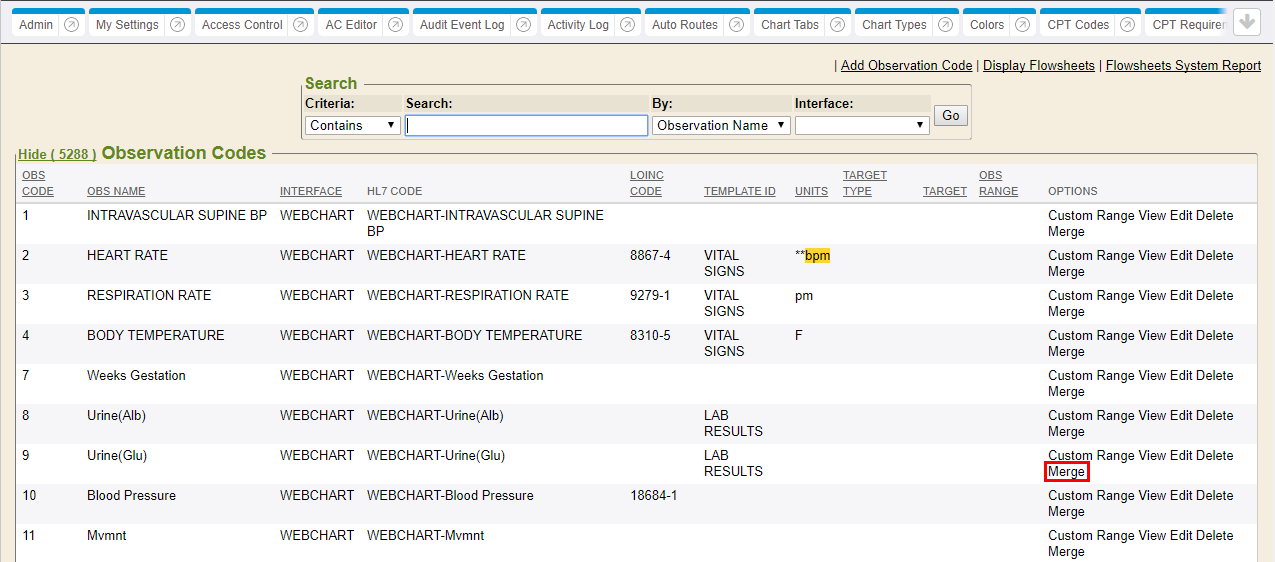 Admin My Settings Access Control AC Editor Audit Event Log Activity Log Auto Routes Chart Tabs Chart Types Colors CPT Codes CPT
| Add Observation Code | Display Flowsheets | Flowsheets System Report
Search
Criteria: Search: By: Interface:
Contains Observation Name Go
Hide ( 5288 ) Observation Codes
OBS LOINC TARGET OBS
CODE OBS NAME INTERFACE HL7 CODE CODE TEMPLATE ID UNITS TYPE TARGET RANGE OPTIONS
1 INTRAVASCULAR SUPINE BP WEBCHART WEBCHART-INTRAVASCULAR SUPINE Custom Range View Edit Delete
BP Merge
2 HEART RATE WEBCHART WEBCHART-HEART RATE 8867-4 VITAL **bpm Custom Range View Edit Delete
SIGNS Merge
3 RESPIRATION RATE WEBCHART WEBCHART-RESPIRATION RATE 9279-1 VITAL pm Custom Range View Edit Delete
SIGNS Merge
4 BODY TEMPERATURE WEBCHART WEBCHART-BODY TEMPERATURE 8310-5 VITAL F Custom Range View Edit Delete
SIGNS Merge
7 Weeks Gestation WEBCHART WEBCHART-Weeks Gestation Custom Range View Edit Delete
Merge
8 Urine(Alb) WEBCHART WEBCHART-Urine(Alb) LAB Custom Range View Edit Delete
RESULTS Merge
9 Urine(Glu) WEBCHART WEBCHART-Urine(Glu) LAB Custom Range View Edit Delete
RESULTS Merge
10 Blood Pressure WEBCHART WEBCHART-Blood Pressure 18684-1 Custom Range View Edit Delete
Merge
11 Mvmnt WEBCHART WEBCHART-Mvmnt Custom Range View Edit Delete
Merge